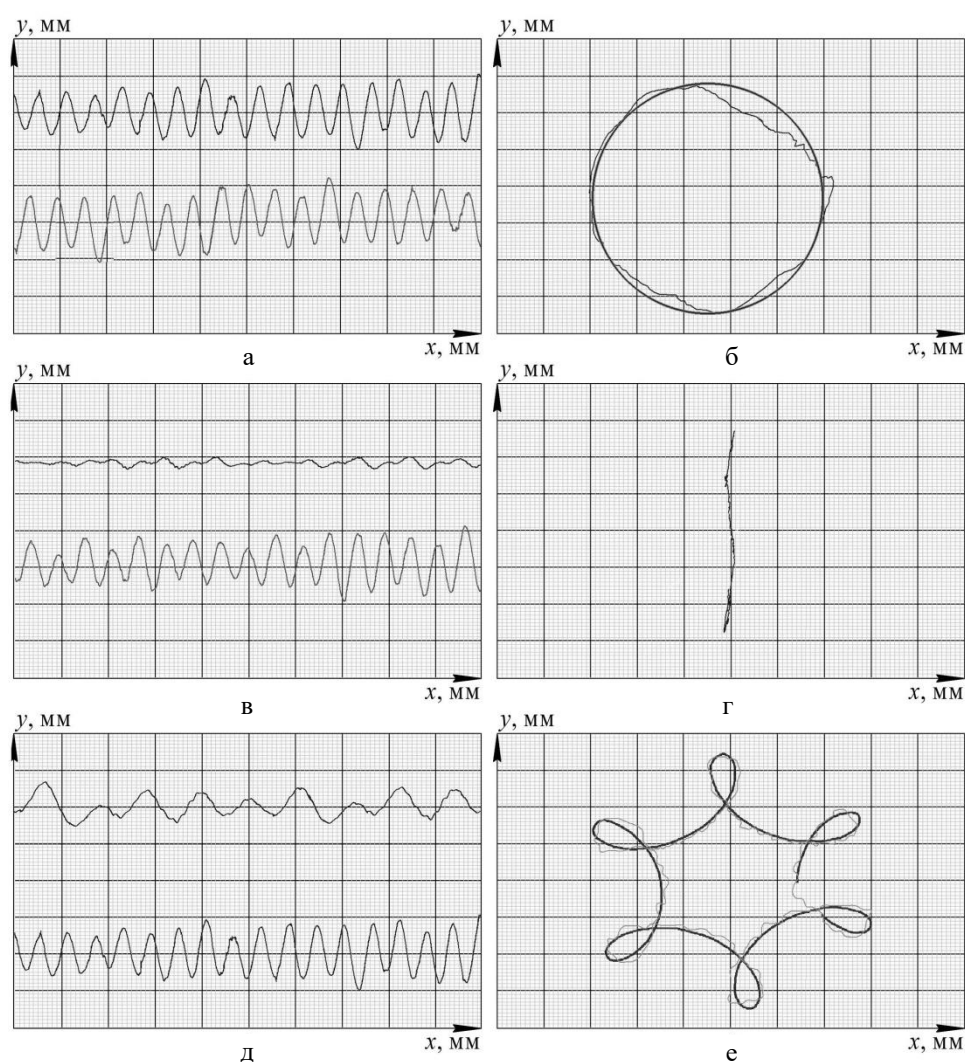 y, мм
y, мм
x, мм
x, мм
а
б
y, мм
y, мм
x, мм
x, мм
в
г
y, мм
y, мм
x, мм
x, мм
д
е